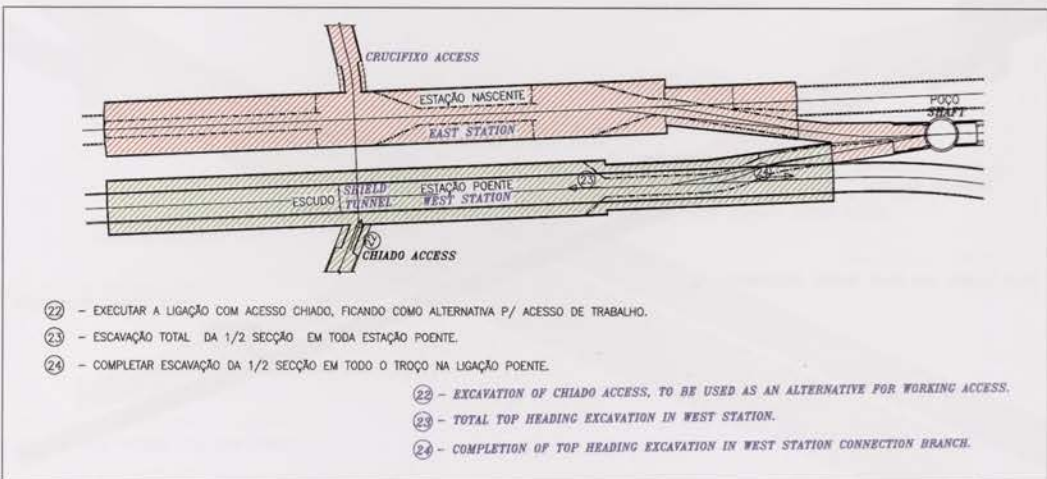 CRUCIFIXO ACCESS
ESTAÇÃO NASCENTE
EAST STATION
POÇO
SHAFT
23
24
ESCUDO
SHIELD
TUNNEL
ESTAÇÃO POENTE
WEST STATION
22
CHIADO ACCESS
22 – EXECUTAR A LIGAÇÃO COM ACESSO CHIADO, FICANDO COMO ALTERNATIVA P/ ACESSO DE TRABALHO.
23 – ESCAVAÇÃO TOTAL DA 1/2 SECÇÃO EM TODA ESTAÇÃO POENTE.
24 – COMPLETAR ESCAVAÇÃO DA 1/2 SECÇÃO EM TODO O TROÇO NA LIGAÇÃO POENTE.
22 – EXCAVATION OF CHIADO ACCESS, TO BE USED AS AN ALTERNATIVE FOR WORKING ACCESS.
23 – TOTAL TOP HEADING EXCAVATION IN WEST STATION.
24 – COMPLETION OF TOP HEADING EXCAVATION IN WEST STATION CONNECTION BRANCH.